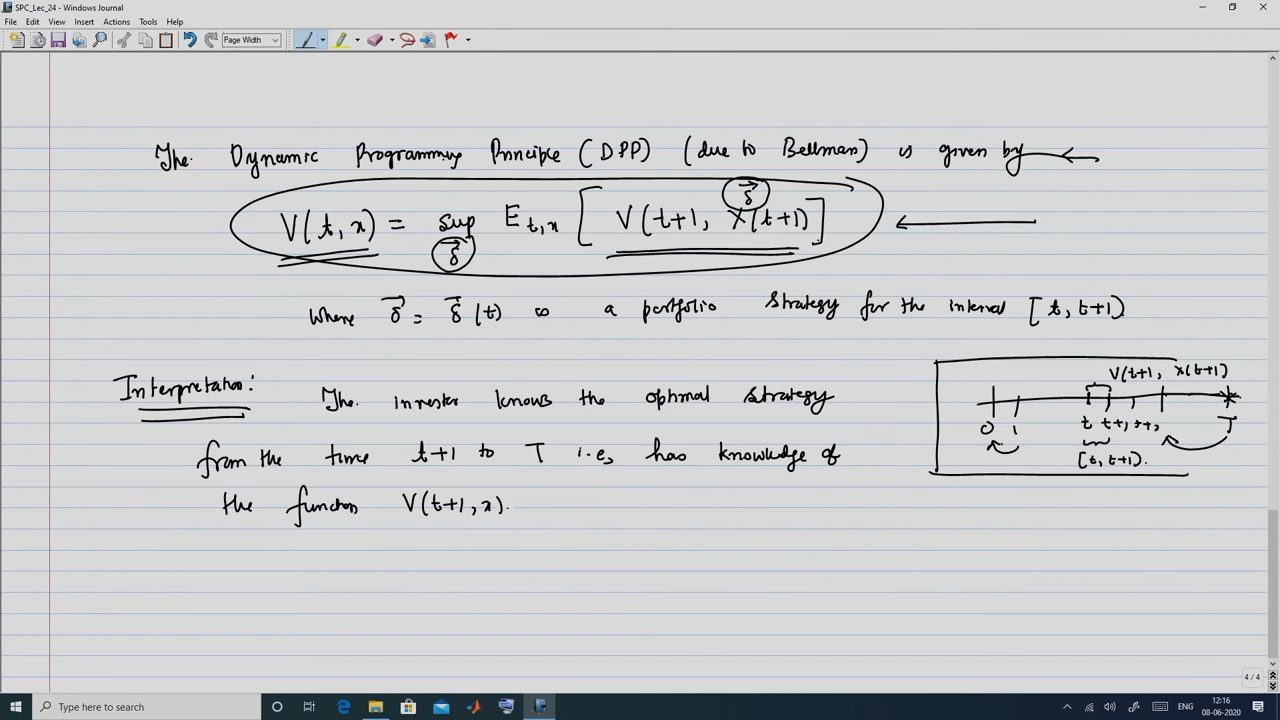 SPC_Lec_24 - Windows Journal
File Edit View Insert Actions Tools Help
Page Width
The Dynamic Programming Principle (DPP) (due to Bellman) is given by
V(t, x) = sup E t,x [ V(t+1, X(t+1) ]
δ⃗ δ⃗
where δ⃗ = δ⃗ (t) is a portfolio strategy for the interval [t, t+1).
Interpretation: The investor knows the optimal strategy
from the time t+1 to T i.e, has knowledge of
the function V(t+1, x).
V(t+1, X(t+1)
0 1 t t+1 T
[t, t+1).
4 / 4
Type here to search
ENG
12:16
08-06-2020